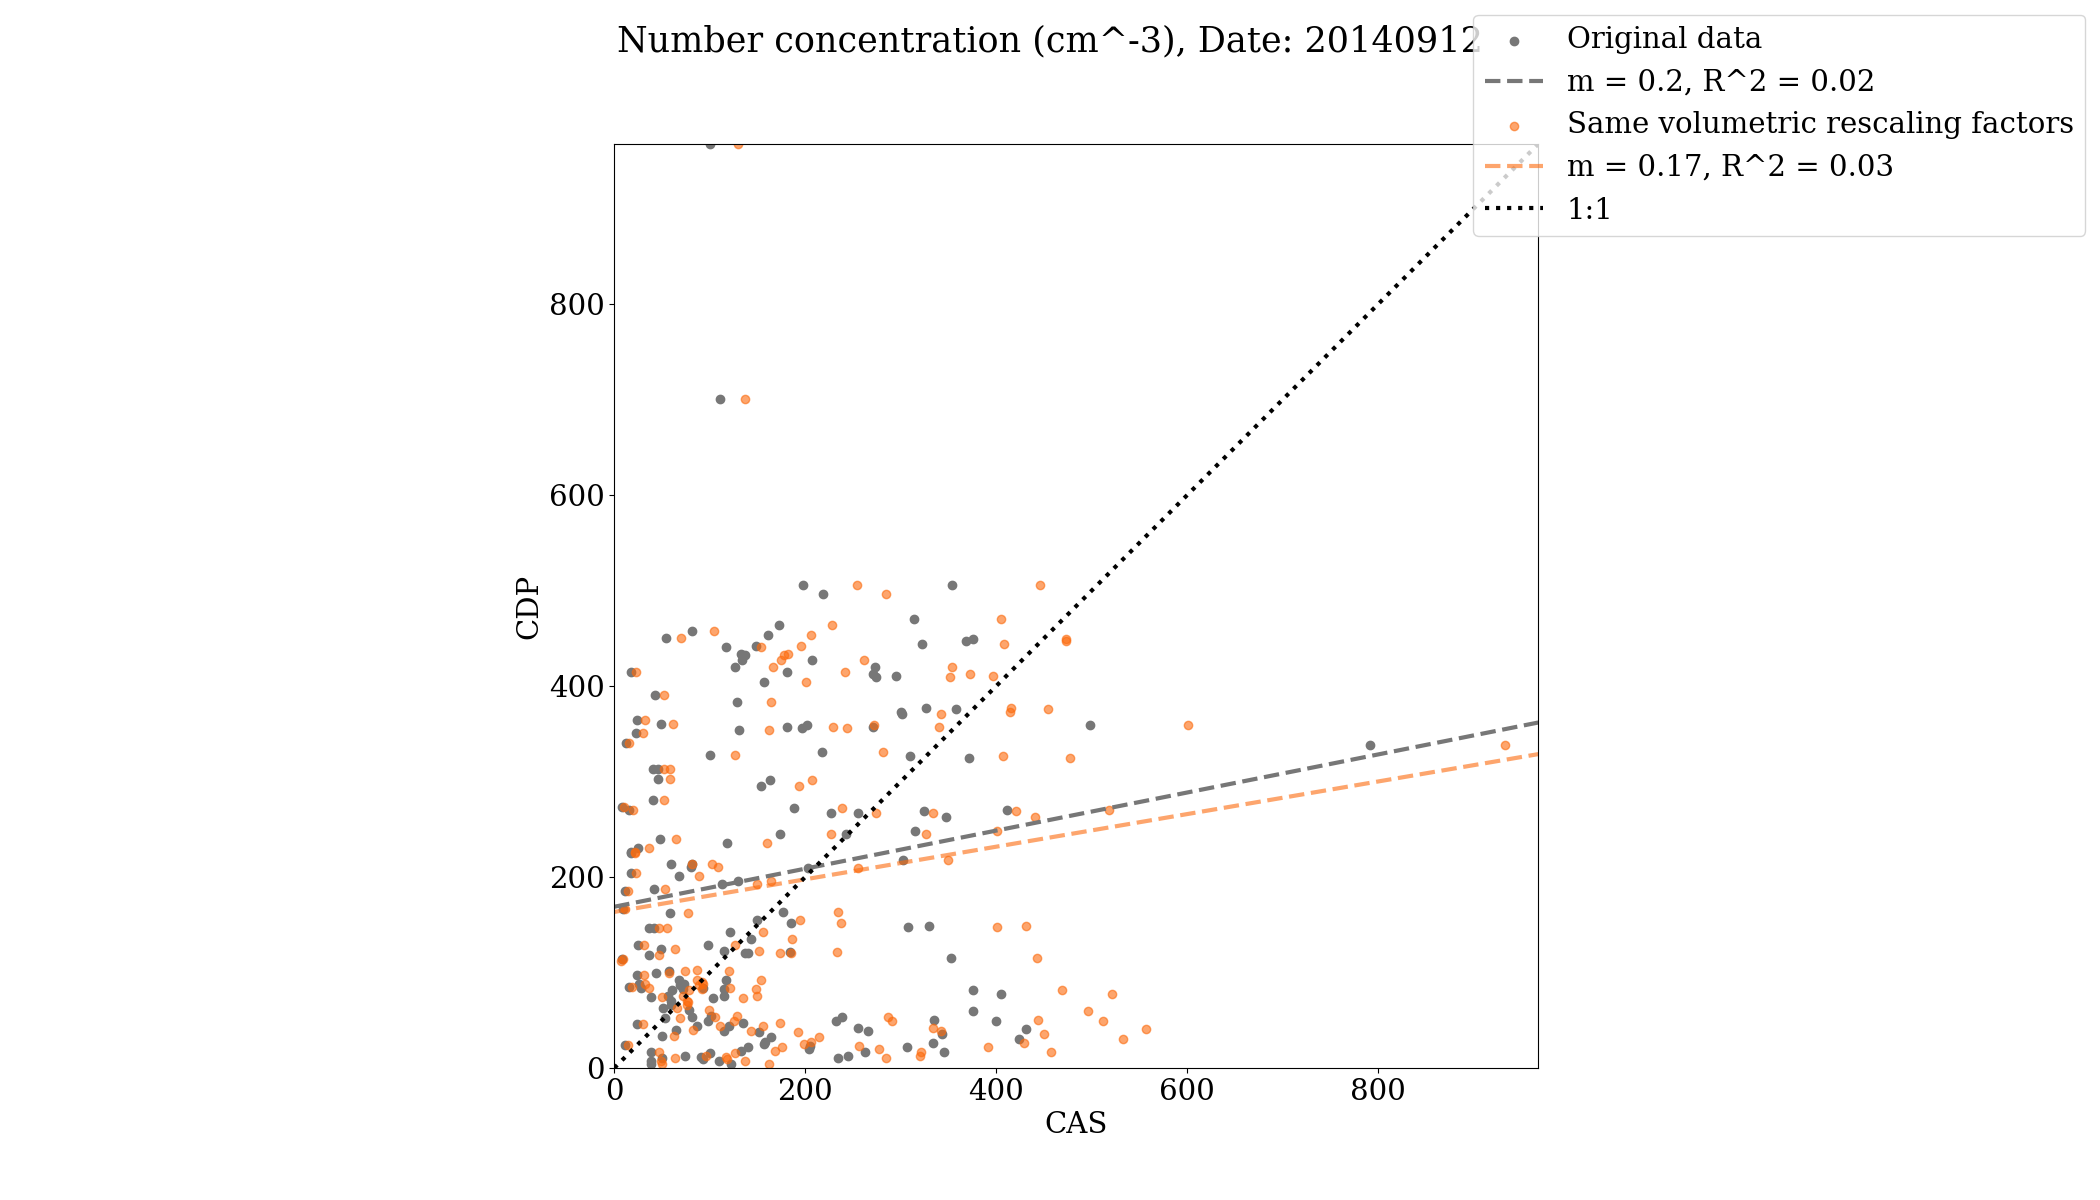 Number concentration (cm^-3), Date: 20140912
Original data
m = 0.2, R^2 = 0.02
Same volumetric rescaling factors
m = 0.17, R^2 = 0.03
1:1
800
600
400
200
0
CDP
0 200 400 600 800
CAS